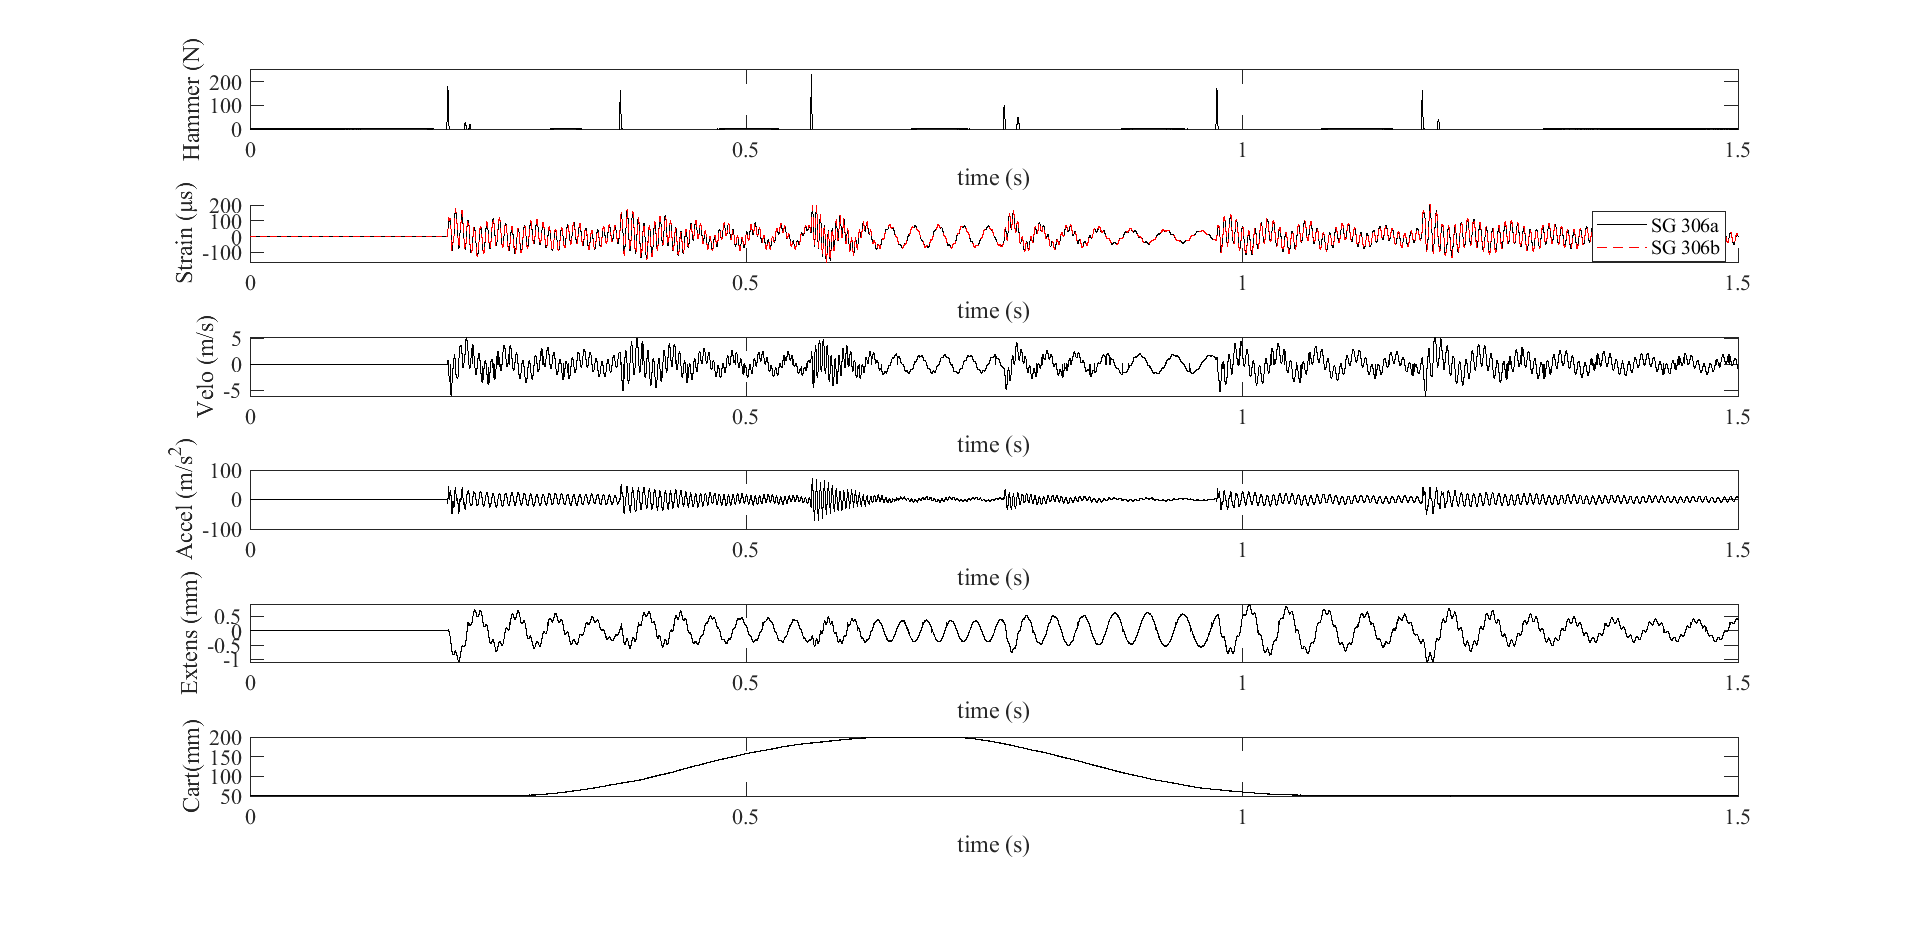 Hammer (N)
200
100
0
0 0.5 1 1.5
time (s)
Strain (μs)
200
100
0
-100
SG 306a
SG 306b
0 0.5 1 1.5
time (s)
Velo (m/s)
5
0
-5
0 0.5 1 1.5
time (s)
Accel (m/s²)
100
0
-100
0 0.5 1 1.5
time (s)
Extens (mm)
0.5
0
-0.5
-1
0 0.5 1 1.5
time (s)
Cart(mm)
200
150
100
50
0 0.5 1 1.5
time (s)